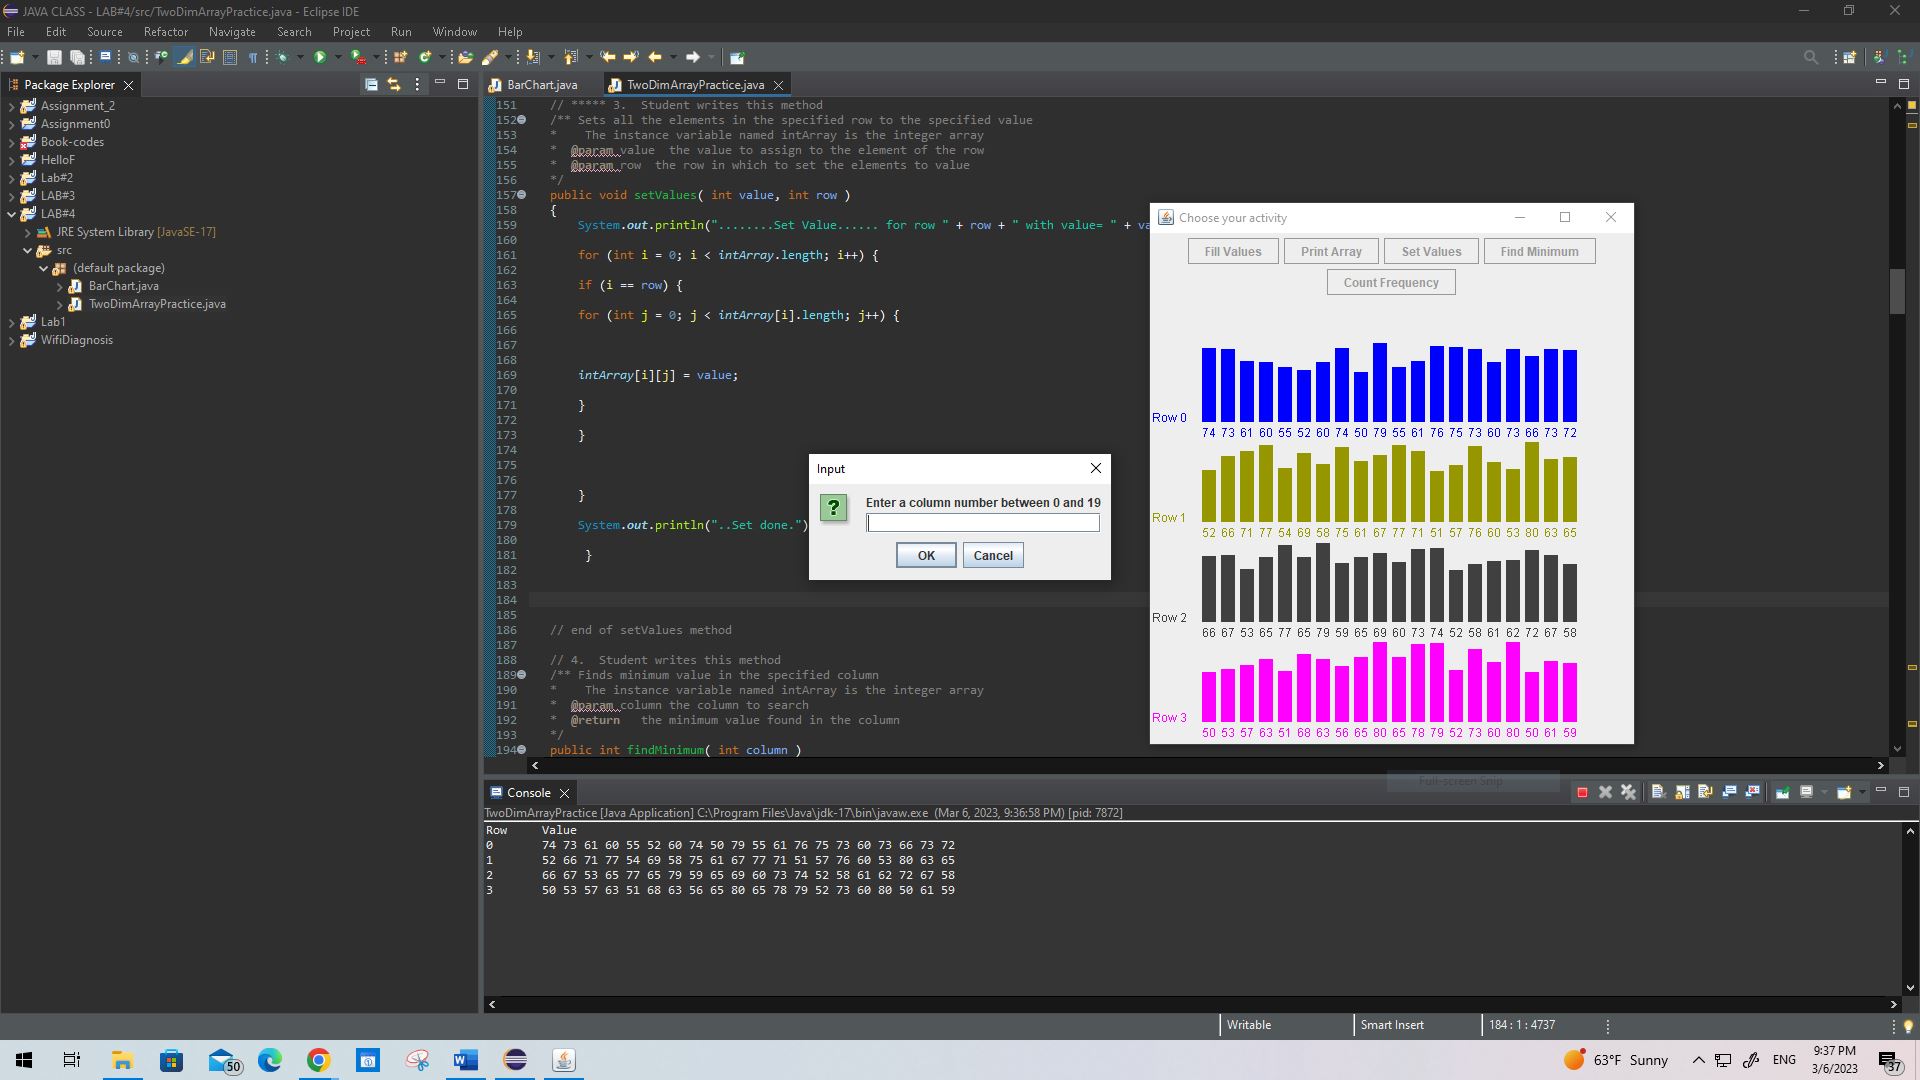 JAVA CLASS - LAB#4/src/TwoDimArrayPractice.java - Eclipse IDE
File Edit Source Refactor Navigate Search Project Run Window Help
Package Explorer
Assignment_2
Assignment0
Book-codes
HelloF
Lab#2
LAB#3
LAB#4
JRE System Library [JavaSE-17]
src
(default package)
BarChart.java
TwoDimArrayPractice.java
Lab1
WifiDiagnosis
BarChart.java TwoDimArrayPractice.java
151 // ***** 3. Student writes this method
152 /** Sets all the elements in the specified row to the specified value
153 * The instance variable named intArray is the integer array
154 * @param value the value to assign to the element of the row
155 * @param row the row in which to set the elements to value
156 */
157 public void setValues( int value, int row )
158 {
159 System.out.println("........Set Value...... for row " + row + " with value= " + va
160
161 for (int i = 0; i < intArray.length; i++) {
162
163 if (i == row) {
164
165 for (int j = 0; j < intArray[i].length; j++) {
166
167
168
169 intArray[i][j] = value;
170
171 }
172
173 }
174
175
176
177 }
178
179 System.out.println("..Set done.")
180
181 }
182
183
184
185
186 // end of setValues method
187
188 // 4. Student writes this method
189 /** Finds minimum value in the specified column
190 * The instance variable named intArray is the integer array
191 * @param column the column to search
192 * @return the minimum value found in the column
193 */
194 public int findMinimum( int column )
Input
Enter a column number between 0 and 19
OK Cancel
Choose your activity
Fill Values Print Array Set Values Find Minimum
Count Frequency
Row 0
74 73 61 60 55 52 60 74 50 79 55 61 76 75 73 60 73 66 73 72
Row 1
52 66 71 77 54 69 58 75 61 67 77 71 51 57 76 60 53 80 63 65
Row 2
66 67 53 65 77 65 79 59 65 69 60 73 74 52 58 61 62 72 67 58
Row 3
50 53 57 63 51 68 63 56 65 80 65 78 79 52 73 60 80 50 61 59
Full-screen Snip
Console
TwoDimArrayPractice [Java Application] C:\Program Files\Java\jdk-17\bin\javaw.exe (Mar 6, 2023, 9:36:58 PM) [pid: 7872]
Row Value
0 74 73 61 60 55 52 60 74 50 79 55 61 76 75 73 60 73 66 73 72
1 52 66 71 77 54 69 58 75 61 67 77 71 51 57 76 60 53 80 63 65
2 66 67 53 65 77 65 79 59 65 69 60 73 74 52 58 61 62 72 67 58
3 50 53 57 63 51 68 63 56 65 80 65 78 79 52 73 60 80 50 61 59
Writable Smart Insert 184 : 1 : 4737
50
63°F Sunny
ENG
9:37 PM
3/6/2023
37